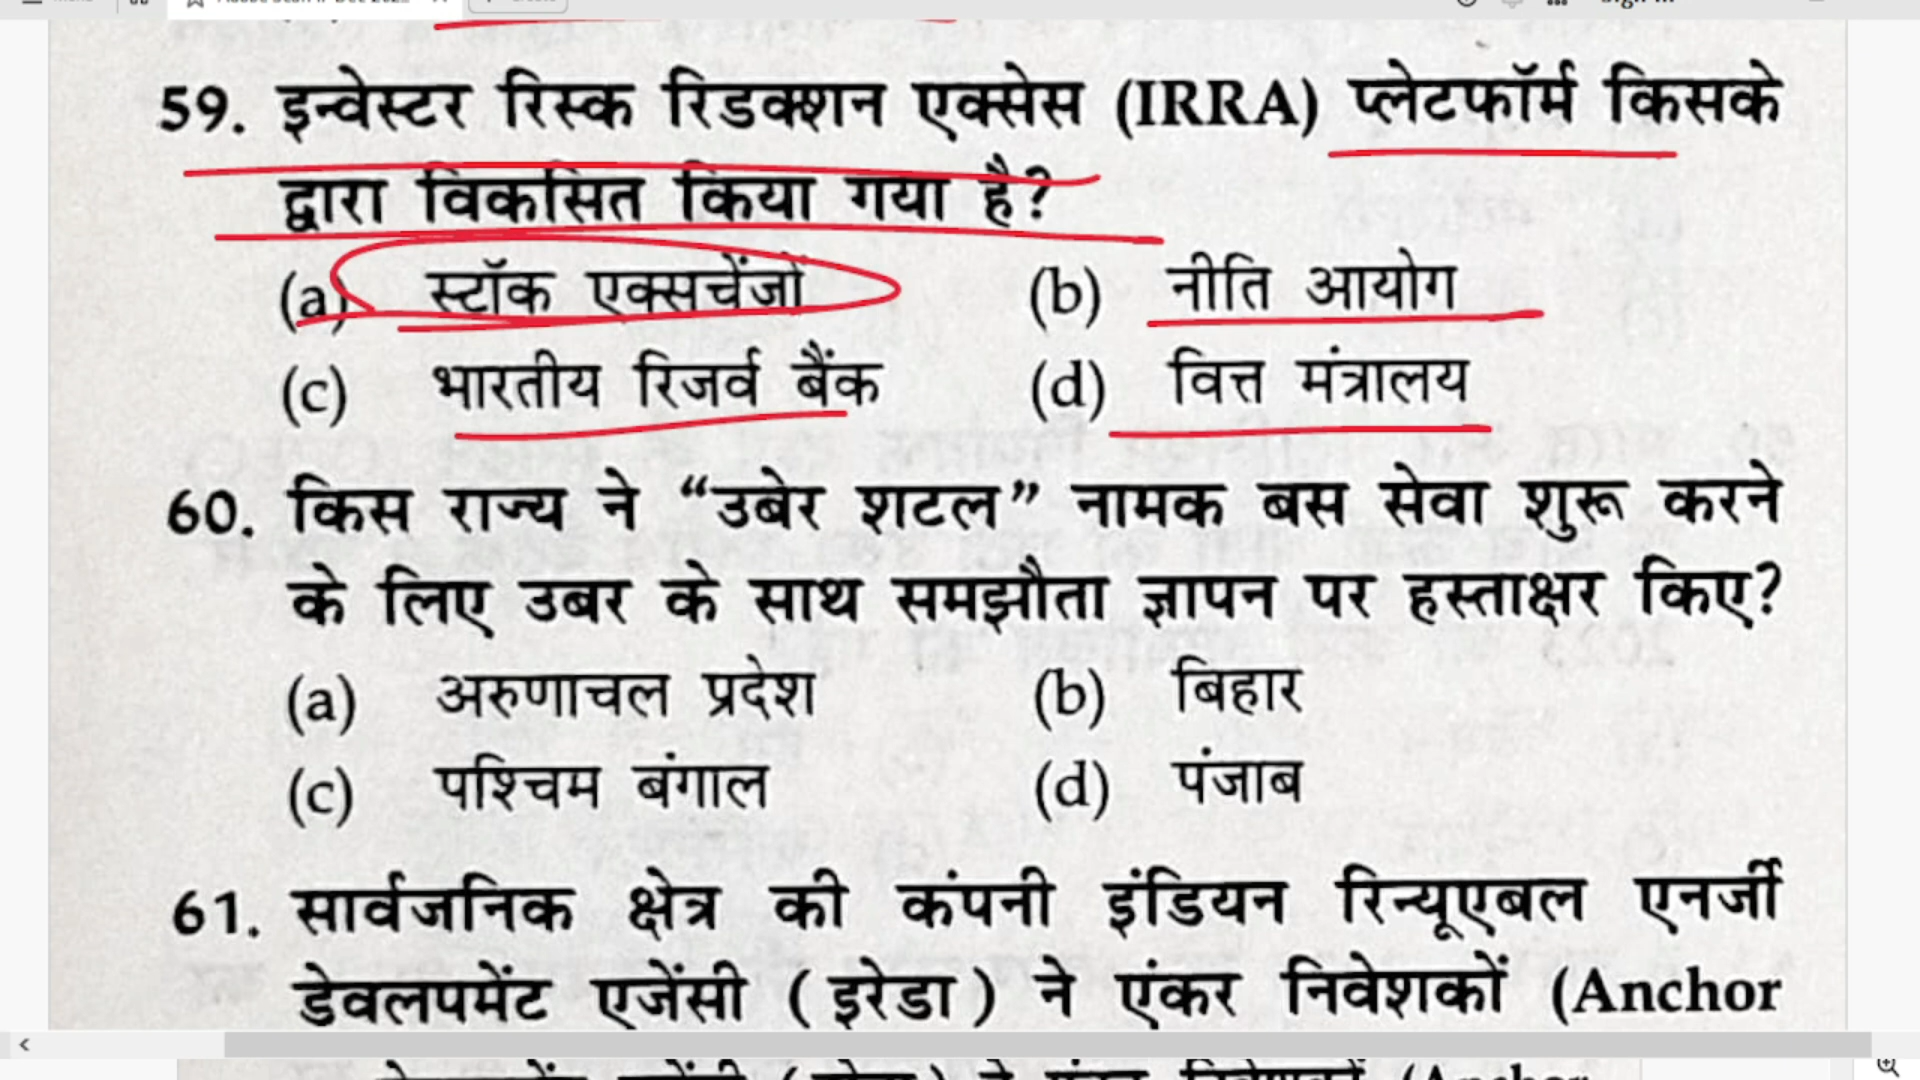 59. इन्वेस्टर रिस्क रिडक्शन एक्सेस (IRRA) प्लेटफॉर्म किसके
द्वारा विकसित किया गया है?
(a) स्टॉक एक्सचेंजों (b) नीति आयोग
(c) भारतीय रिजर्व बैंक (d) वित्त मंत्रालय
60. किस राज्य ने “उबेर शटल” नामक बस सेवा शुरू करने
के लिए उबर के साथ समझौता ज्ञापन पर हस्ताक्षर किए?
(a) अरुणाचल प्रदेश (b) बिहार
(c) पश्चिम बंगाल (d) पंजाब
61. सार्वजनिक क्षेत्र की कंपनी इंडियन रिन्यूएबल एनर्जी
डेवलपमेंट एजेंसी (इरेडा) ने एंकर निवेशकों (Anchor